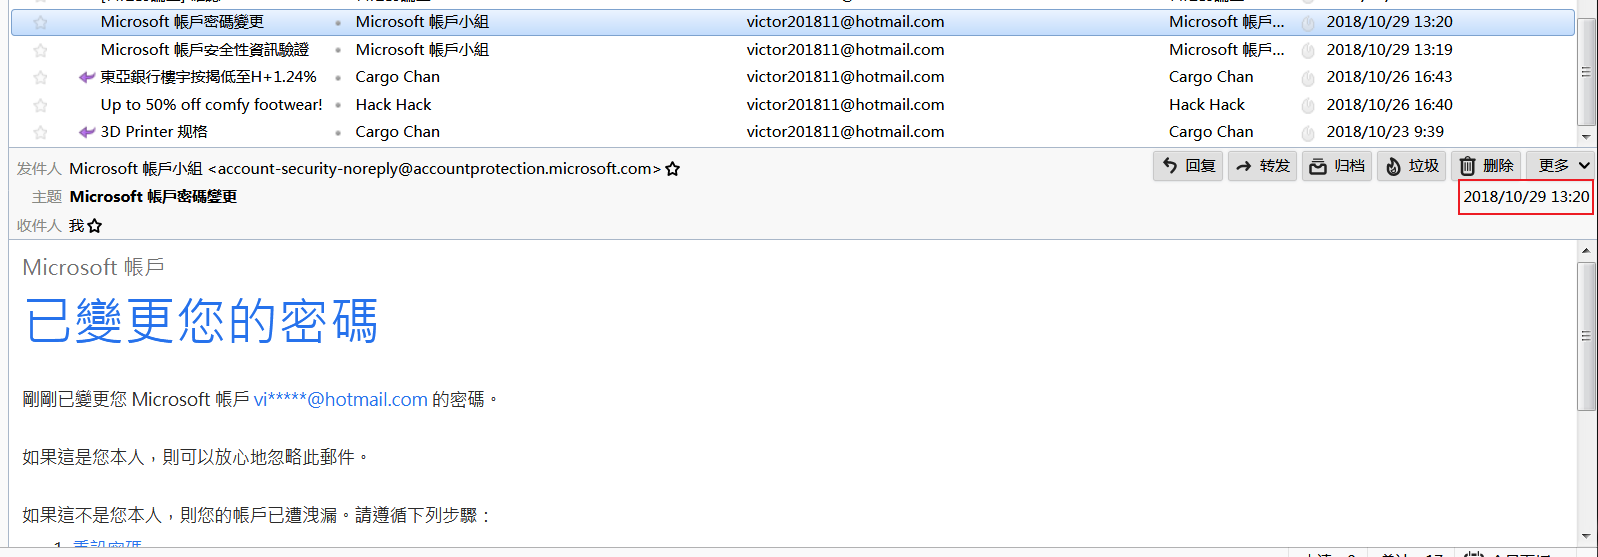 Microsoft 帳戶密碼變更 Microsoft 帳戶小組 victor201811@hotmail.com Microsoft 帳戶... 2018/10/29 13:20
Microsoft 帳戶安全性資訊驗證 Microsoft 帳戶小組 victor201811@hotmail.com Microsoft 帳戶... 2018/10/29 13:19
東亞銀行樓宇按揭低至H+1.24% Cargo Chan victor201811@hotmail.com Cargo Chan 2018/10/26 16:43
Up to 50% off comfy footwear! Hack Hack victor201811@hotmail.com Hack Hack 2018/10/26 16:40
3D Printer 规格 Cargo Chan victor201811@hotmail.com Cargo Chan 2018/10/23 9:39
发件人 Microsoft 帳戶小組 <account-security-noreply@accountprotection.microsoft.com> 回复 转发 归档 垃圾 删除 更多
主题 Microsoft 帳戶密碼變更 2018/10/29 13:20
收件人 我
Microsoft 帳戶
已變更您的密碼
剛剛已變更您 Microsoft 帳戶 vi*****@hotmail.com 的密碼。
如果這是您本人，則可以放心地忽略此郵件。
如果這不是您本人，則您的帳戶已遭洩漏。請遵循下列步驟：
1. 重設密碼